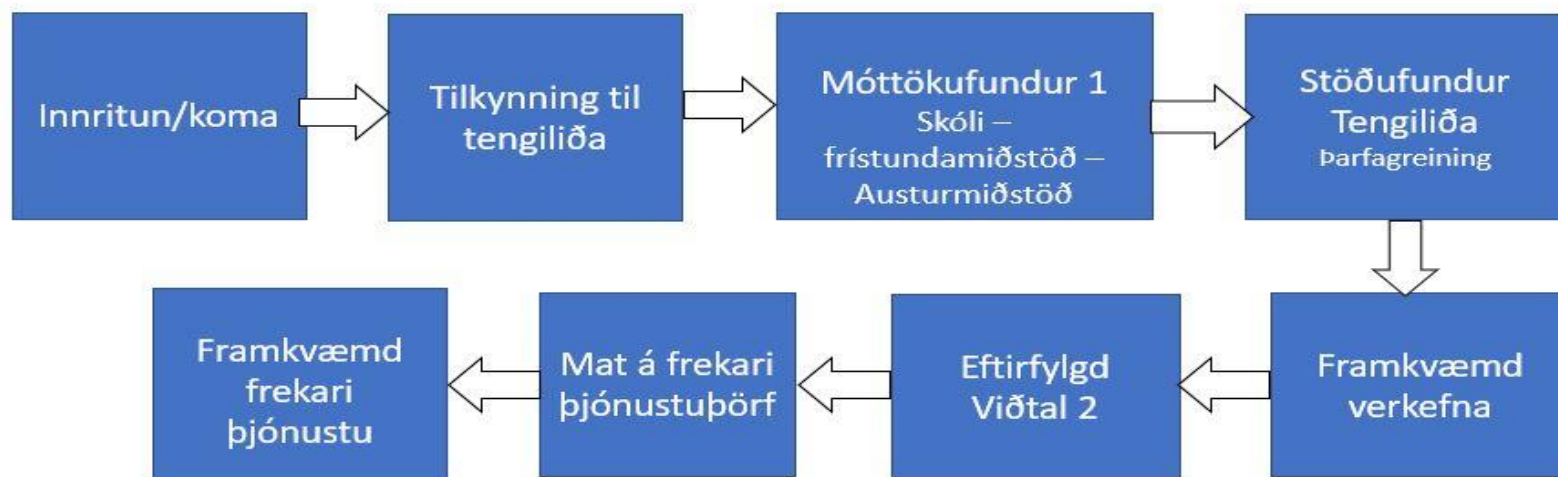 Innritun/koma
Tilkynning til
tengiliða
Móttökufundur 1
Skóli –
frístundamiðstöð –
Austurmiðstöð
Stöðufundur
Tengiliða
Þarfagreining
Framkvæmd
verkefna
Eftirfylgd
Viðtal 2
Mat á frekari
þjónustuþörf
Framkvæmd
frekari
þjónustu